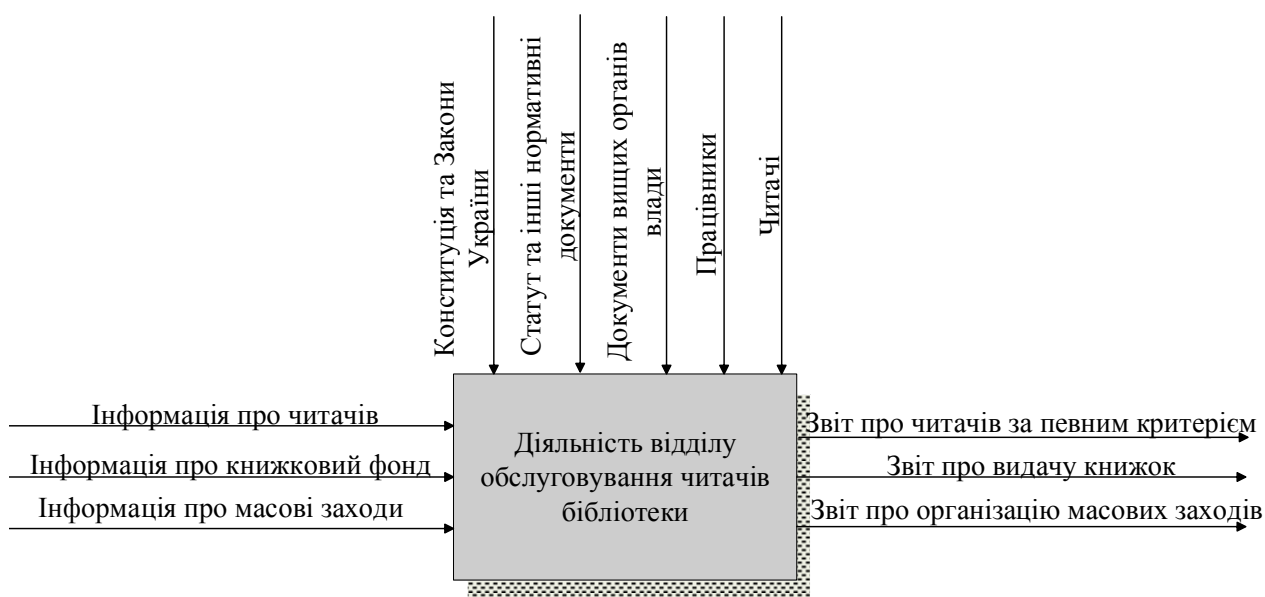 Конституція та Закони
України
Статут та інші нормативні
документи
Документи вищих органів
влади
Працівники
Читачі
Інформація про читачів
Інформація про книжковий фонд
Інформація про масові заходи
Діяльність відділу
обслуговування читачів
бібліотеки
Звіт про читачів за певним критерієм
Звіт про видачу книжок
Звіт про організацію масових заходів